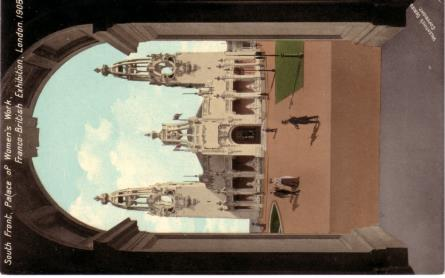 South Front, Palace of Women's Work,
Franco-British Exhibition, London. 1908